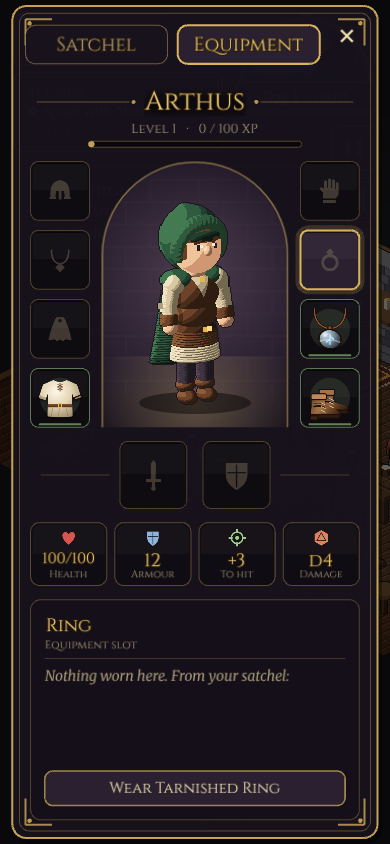 Satchel
Equipment
Arthus
Level 1 · 0 / 100 XP
100/100
Health
12
Armour
+3
To hit
D4
Damage
Ring
Equipment slot
Nothing worn here. From your satchel:
Wear Tarnished Ring